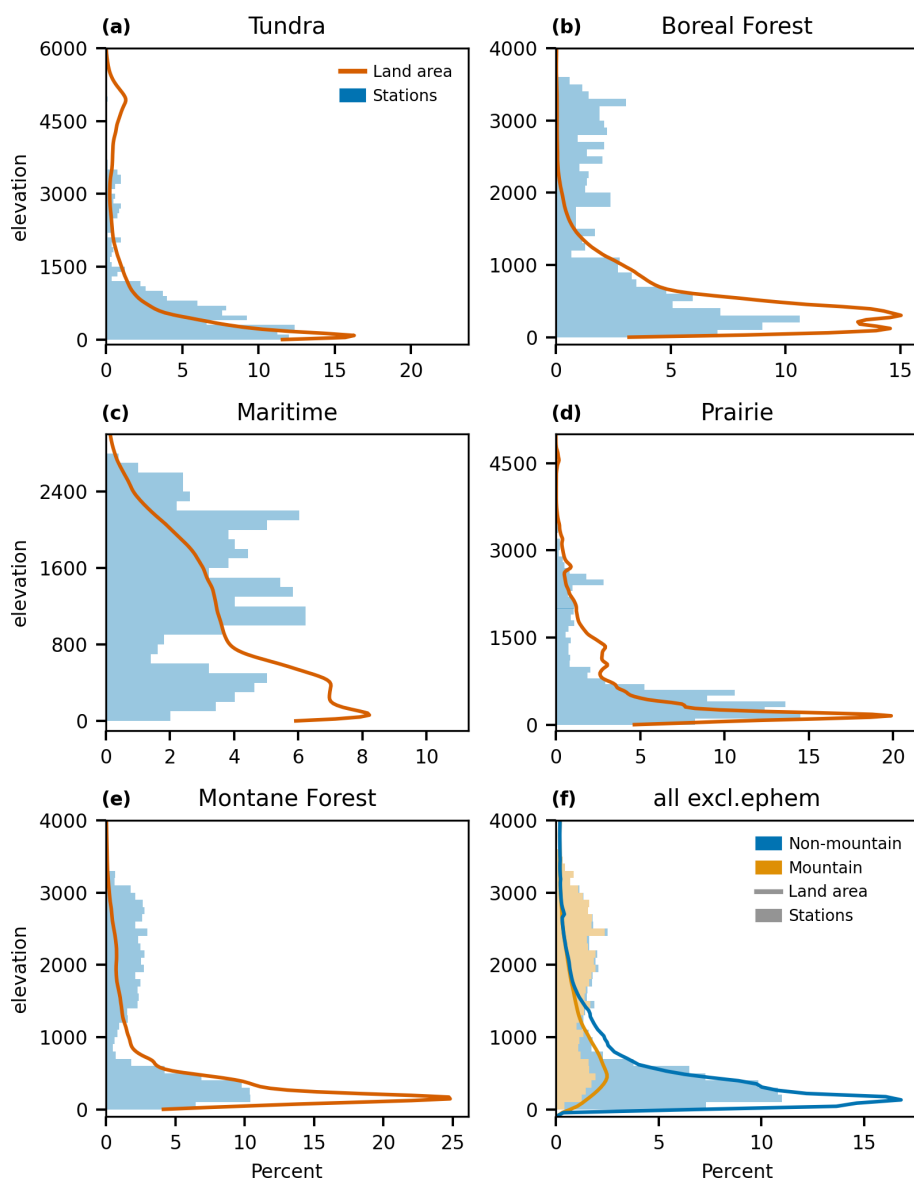 (a) Tundra
(b) Boreal Forest
6000
4500
3000
1500
0
elevation
Land area
Stations
0 5 10 15 20
4000
3000
2000
1000
0
0 5 10 15
(c) Maritime
(d) Prairie
2400
1600
800
0
elevation
0 2 4 6 8 10
4500
3000
1500
0
0 5 10 15 20
(e) Montane Forest
(f) all excl.ephem
4000
3000
2000
1000
0
elevation
0 5 10 15 20 25
Percent
4000
3000
2000
1000
0
Non-mountain
Mountain
Land area
Stations
0 5 10 15
Percent